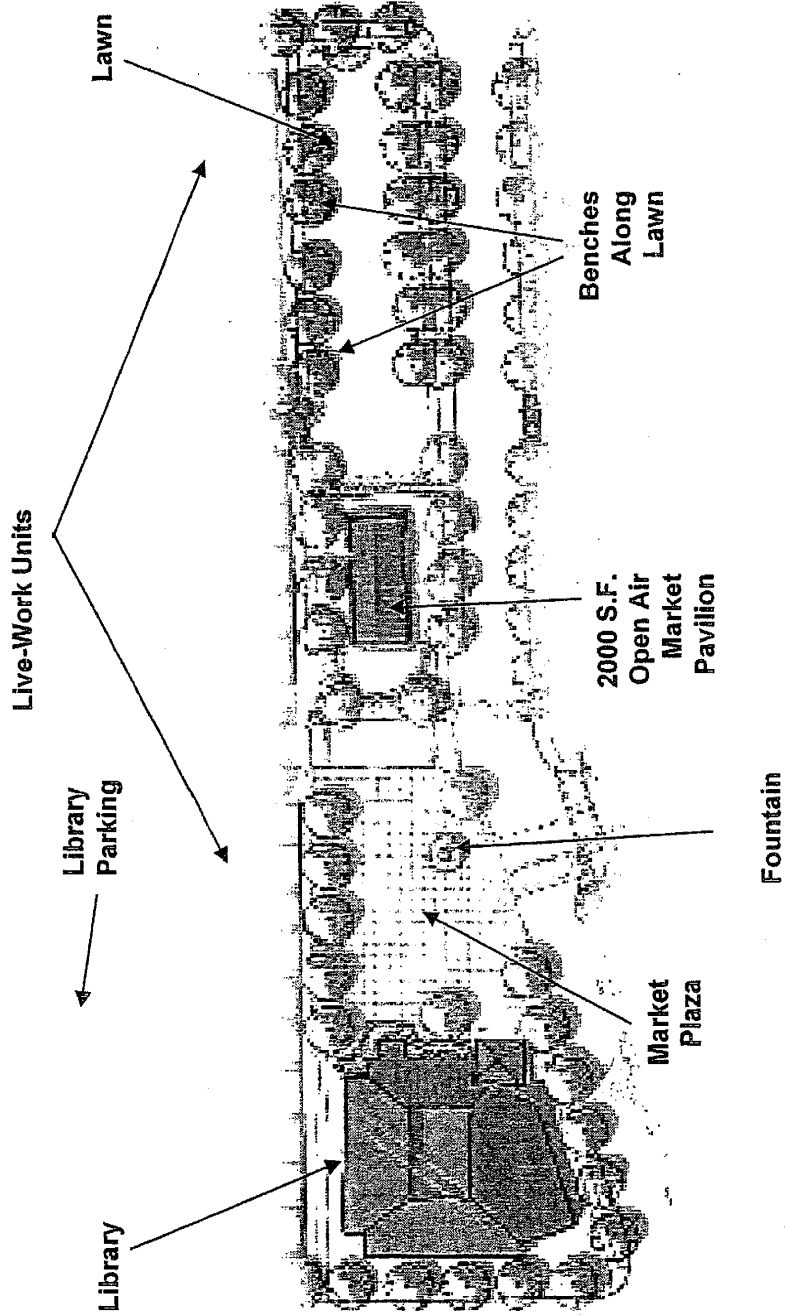 Live-Work Units
Library
Library
Parking
Lawn
Market
Plaza
Fountain
2000 S.F.
Open Air
Market
Pavilion
Benches
Along
Lawn